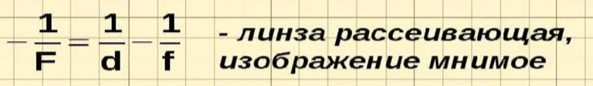 −1/F = 1/d − 1/f - линза рассеивающая,
изображение мнимое